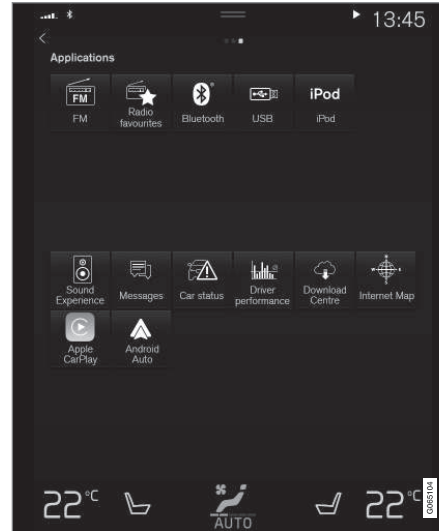 13:45
Applications
FM
iPod
FM
Radio
favourites
Bluetooth
USB
iPod
Sound
Experience
Messages
Car status
Driver
performance
Download
Centre
Internet Map
Apple
CarPlay
Android
Auto
22°C
AUTO
22°C
G065104